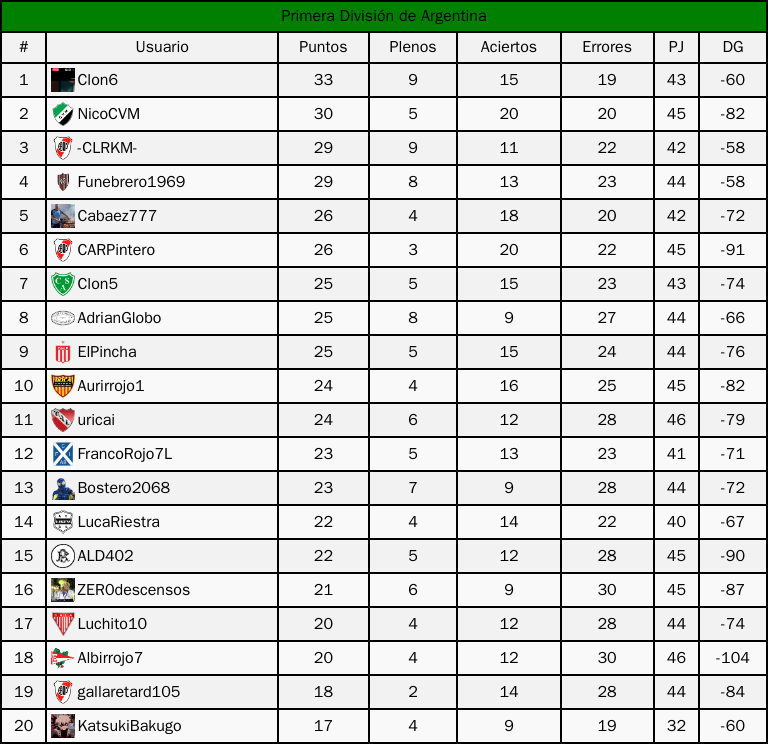 Primera División de Argentina
# Usuario Puntos Plenos Aciertos Errores PJ DG
1 Clon6 33 9 15 19 43 -60
2 NicoCVM 30 5 20 20 45 -82
3 -CLRKM- 29 9 11 22 42 -58
4 Funebrero1969 29 8 13 23 44 -58
5 Cabaez777 26 4 18 20 42 -72
6 CARPintero 26 3 20 22 45 -91
7 Clon5 25 5 15 23 43 -74
8 AdrianGlobo 25 8 9 27 44 -66
9 ElPincha 25 5 15 24 44 -76
10 Aurirrojo1 24 4 16 25 45 -82
11 uricai 24 6 12 28 46 -79
12 FrancoRojo7L 23 5 13 23 41 -71
13 Bostero2068 23 7 9 28 44 -72
14 LucaRiestra 22 4 14 22 40 -67
15 ALD402 22 5 12 28 45 -90
16 ZER0descensos 21 6 9 30 45 -87
17 Luchito10 20 4 12 28 44 -74
18 Albirrojo7 20 4 12 30 46 -104
19 gallaretard105 18 2 14 28 44 -84
20 KatsukiBakugo 17 4 9 19 32 -60